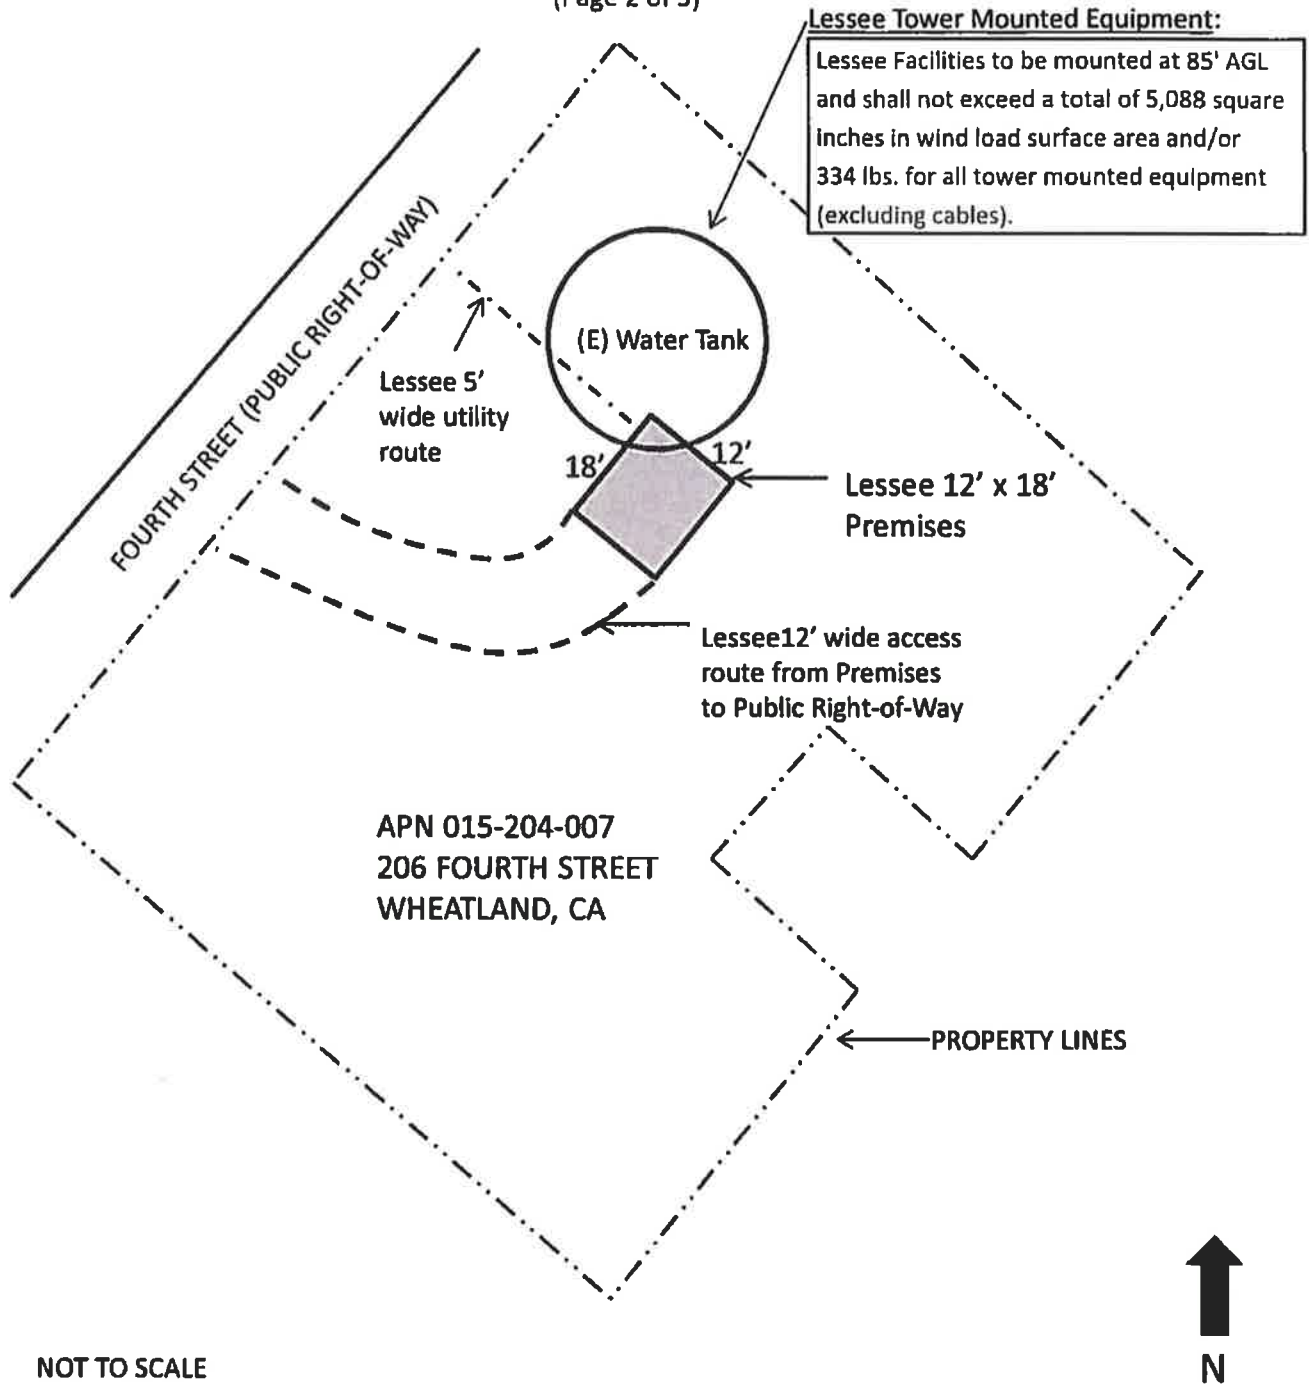 (Page 2 of 3)
Lessee Tower Mounted Equipment:
Lessee Facilities to be mounted at 85' AGL
and shall not exceed a total of 5,088 square
inches in wind load surface area and/or
334 lbs. for all tower mounted equipment
(excluding cables).
FOURTH STREET (PUBLIC RIGHT-OF-WAY)
(E) Water Tank
Lessee 5'
wide utility
route
18'
12'
Lessee 12' x 18'
Premises
Lessee12' wide access
route from Premises
to Public Right-of-Way
APN 015-204-007
206 FOURTH STREET
WHEATLAND, CA
PROPERTY LINES
NOT TO SCALE
N